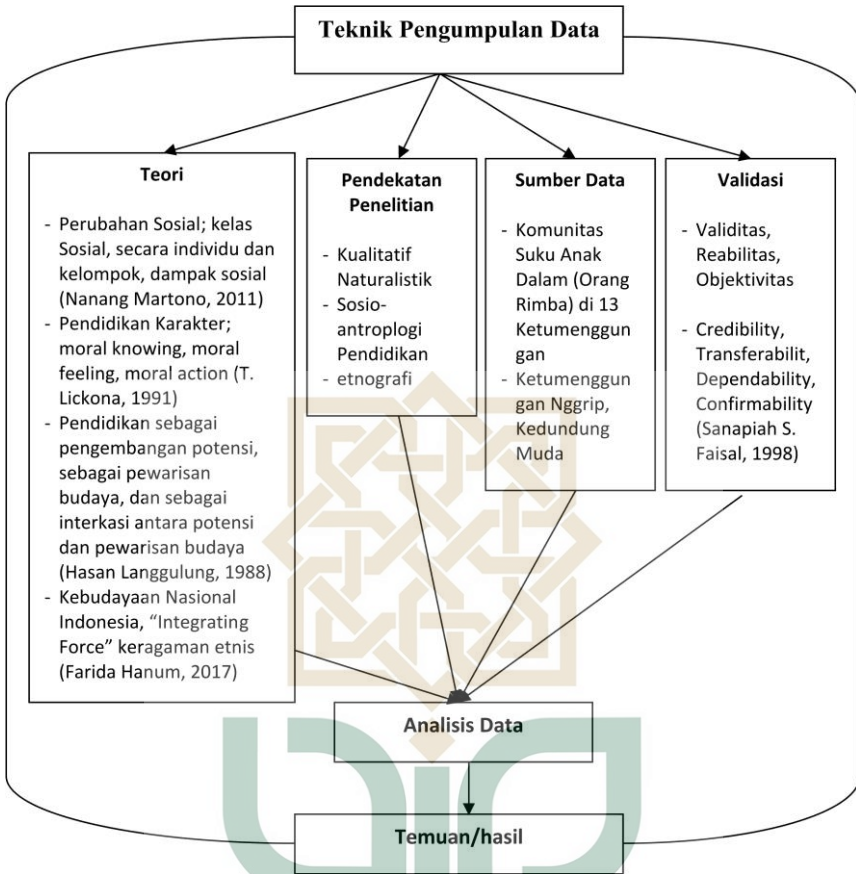 Teknik Pengumpulan Data
Teori
- Perubahan Sosial; kelas
Sosial, secara individu dan
kelompok, dampak sosial
(Nanang Martono, 2011)
- Pendidikan Karakter;
moral knowing, moral
feeling, moral action (T.
Lickona, 1991)
- Pendidikan sebagai
pengembangan potensi,
sebagai pewarisan
budaya, dan sebagai
interkasi antara potensi
dan pewarisan budaya
(Hasan Langgulung, 1988)
- Kebudayaan Nasional
Indonesia, “Integrating
Force” keragaman etnis
(Farida Hanum, 2017)
Pendekatan
Penelitian
- Kualitatif
Naturalistik
- Sosio-
antroplogi
Pendidikan
- etnografi
Sumber Data
- Komunitas
Suku Anak
Dalam (Orang
Rimba) di 13
Ketumenggun
gan
- Ketumenggun
gan Nggrip,
Kedundung
Muda
Validasi
- Validitas,
Reabilitas,
Objektivitas
- Credibility,
Transferabilit,
Dependability,
Confirmability
(Sanapiah S.
Faisal, 1998)
Analisis Data
Temuan/hasil